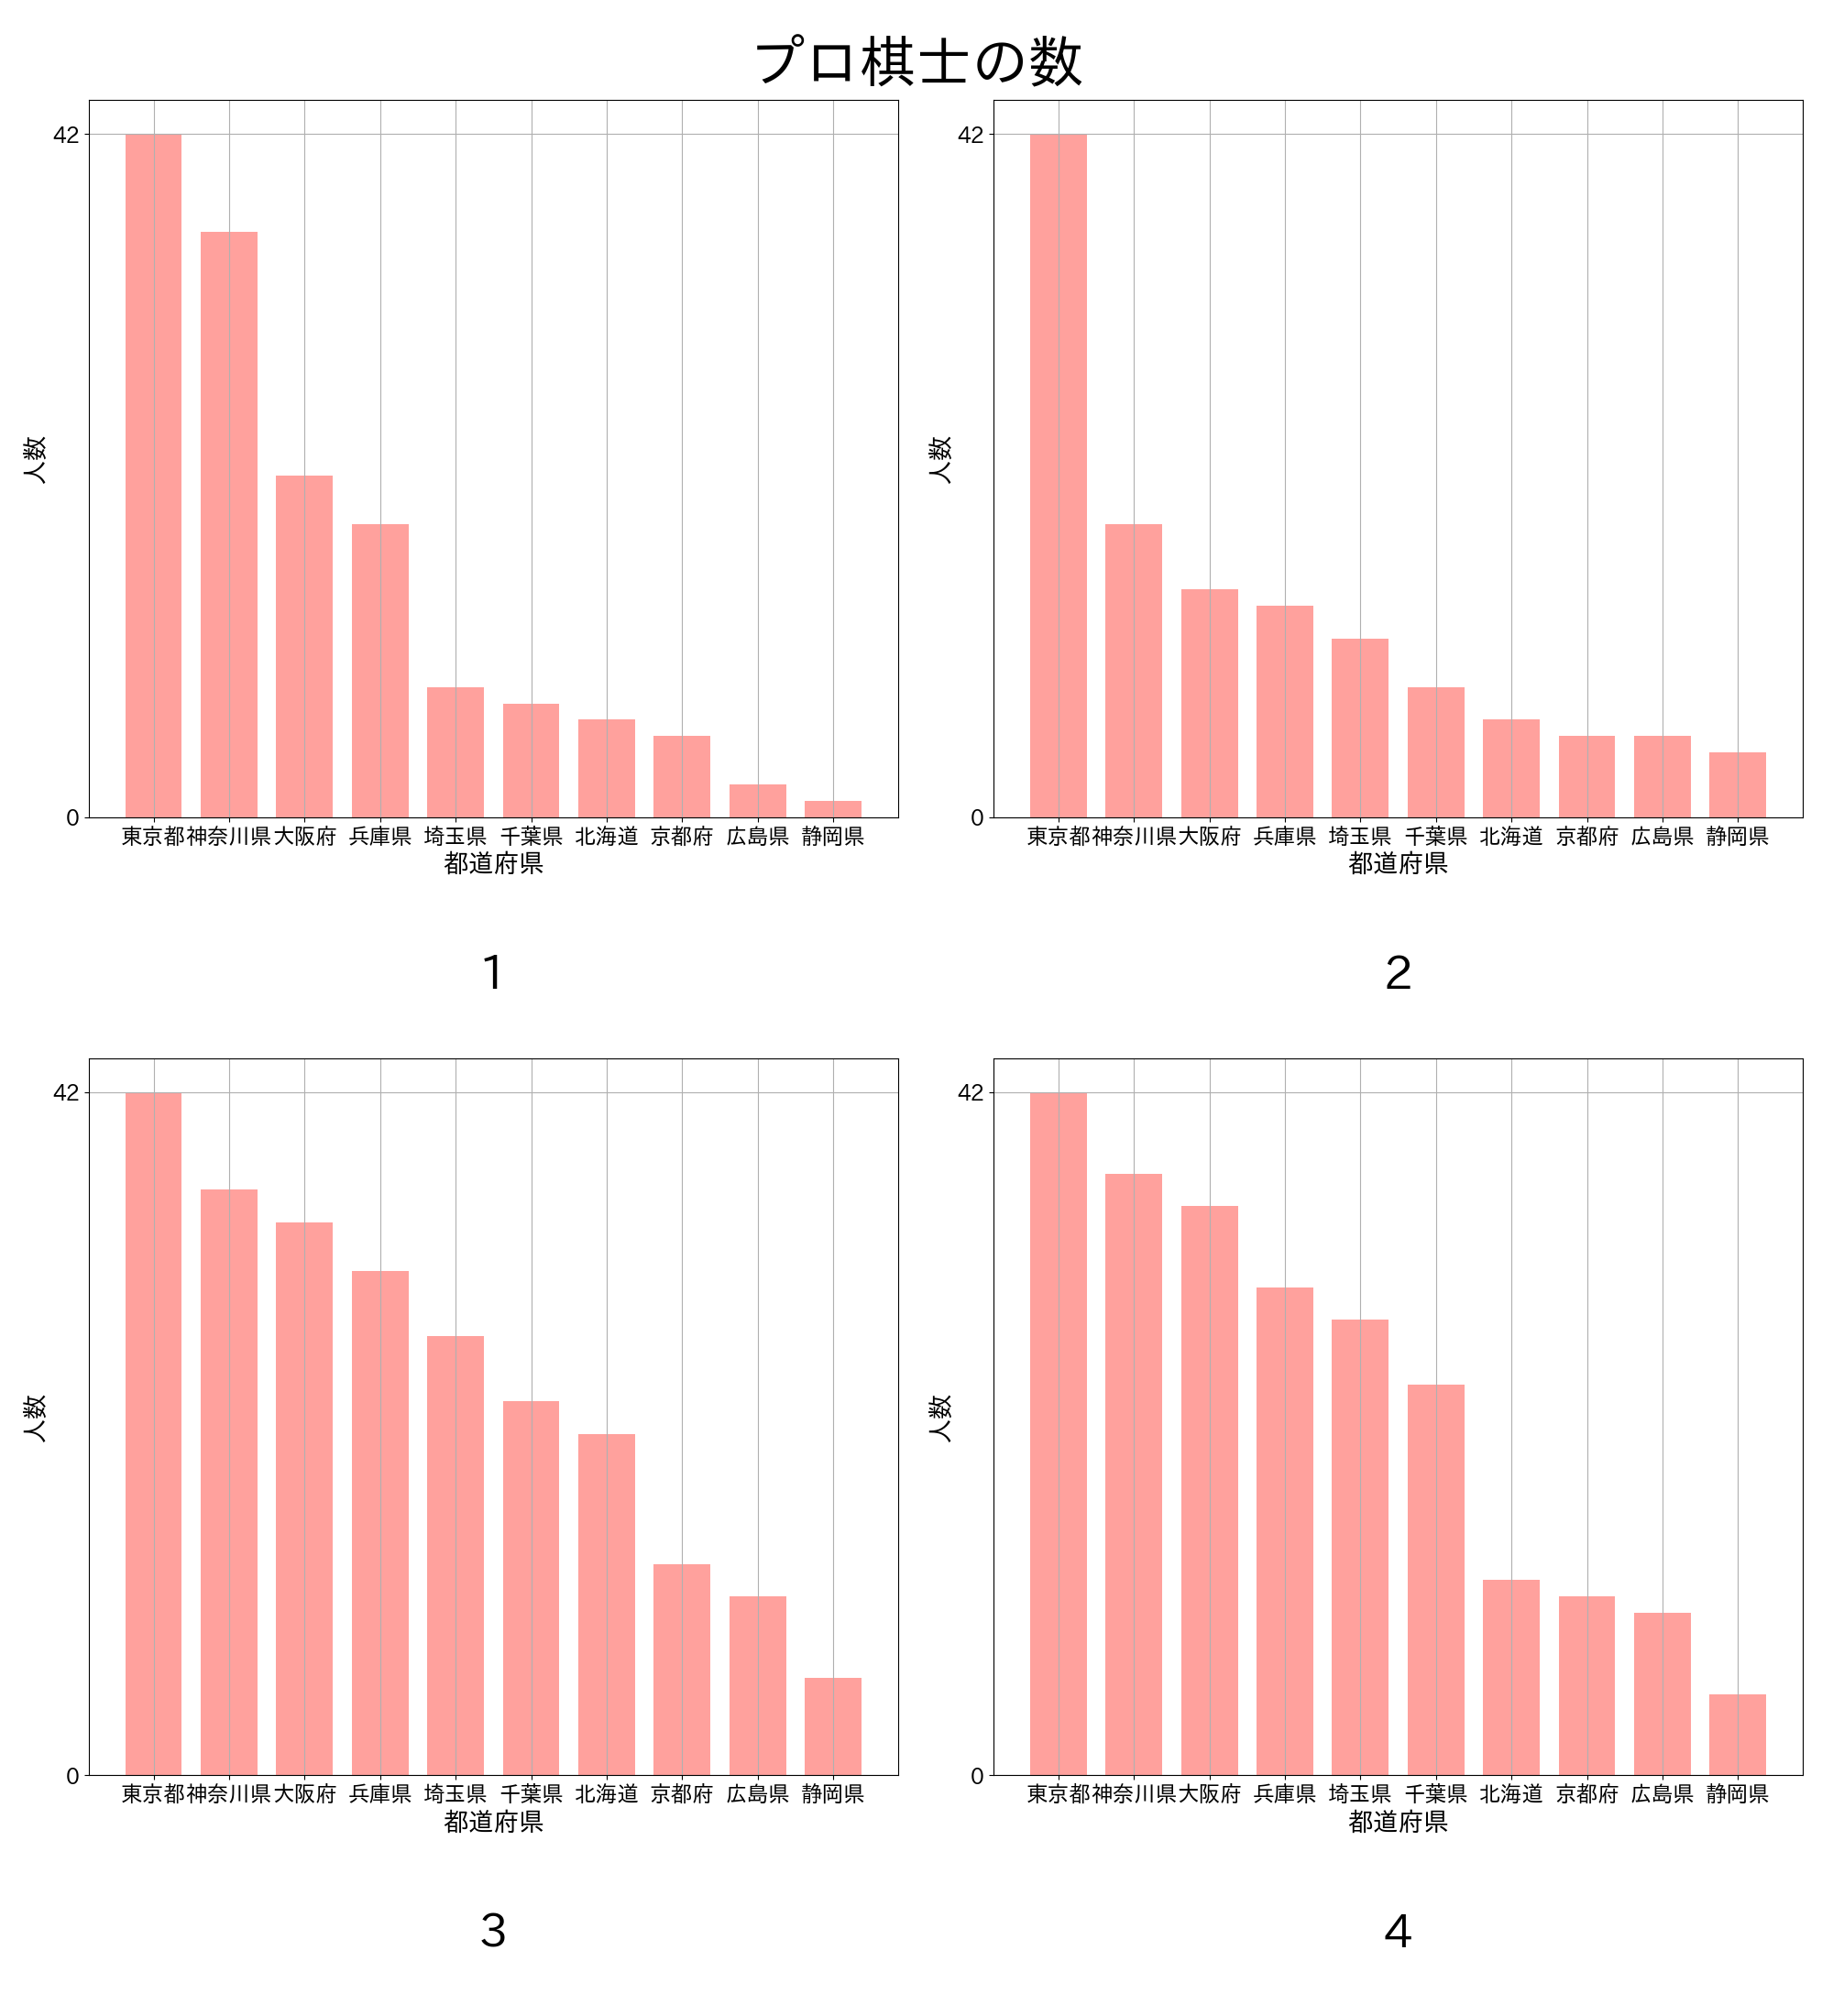 プロ棋士の数
42
0
人数
東京都 神奈川県 大阪府 兵庫県 埼玉県 千葉県 北海道 京都府 広島県 静岡県
都道府県
1
42
0
人数
東京都 神奈川県 大阪府 兵庫県 埼玉県 千葉県 北海道 京都府 広島県 静岡県
都道府県
2
42
0
人数
東京都 神奈川県 大阪府 兵庫県 埼玉県 千葉県 北海道 京都府 広島県 静岡県
都道府県
3
42
0
人数
東京都 神奈川県 大阪府 兵庫県 埼玉県 千葉県 北海道 京都府 広島県 静岡県
都道府県
4